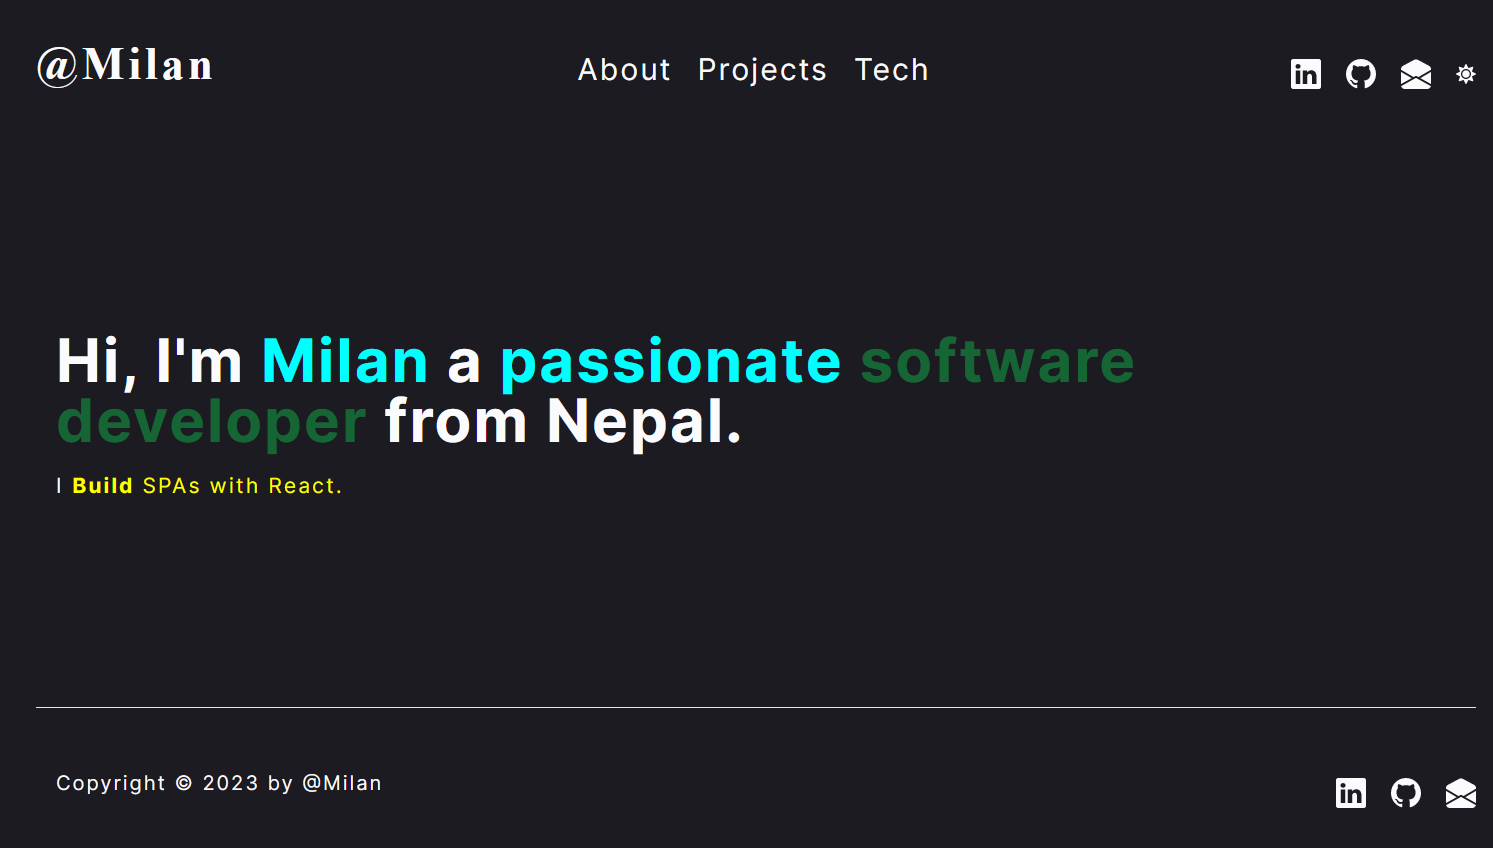 @Milan
About Projects Tech
Hi, I'm Milan a passionate software
developer from Nepal.
I Build SPAs with React.
Copyright © 2023 by @Milan